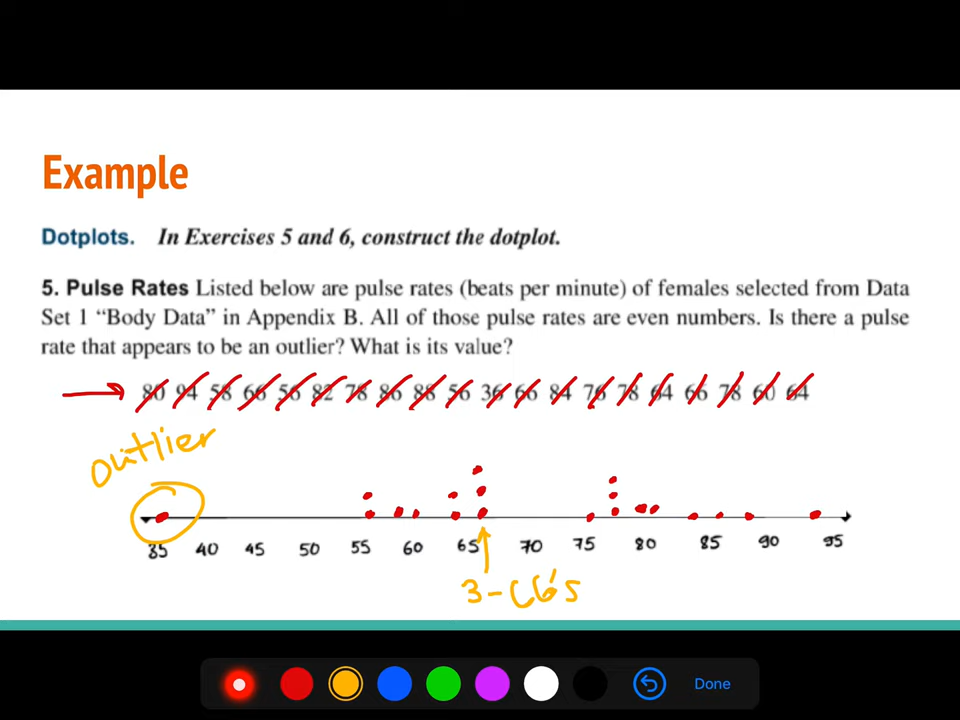 Example
Dotplots. In Exercises 5 and 6, construct the dotplot.
5. Pulse Rates Listed below are pulse rates (beats per minute) of females selected from Data
Set 1 “Body Data” in Appendix B. All of those pulse rates are even numbers. Is there a pulse
rate that appears to be an outlier? What is its value?
80 94 58 66 56 82 78 86 88 56 36 66 84 76 78 64 66 78 60 64
outlier
35 40 45 50 55 60 65 70 75 80 85 90 95
3-66's
Done